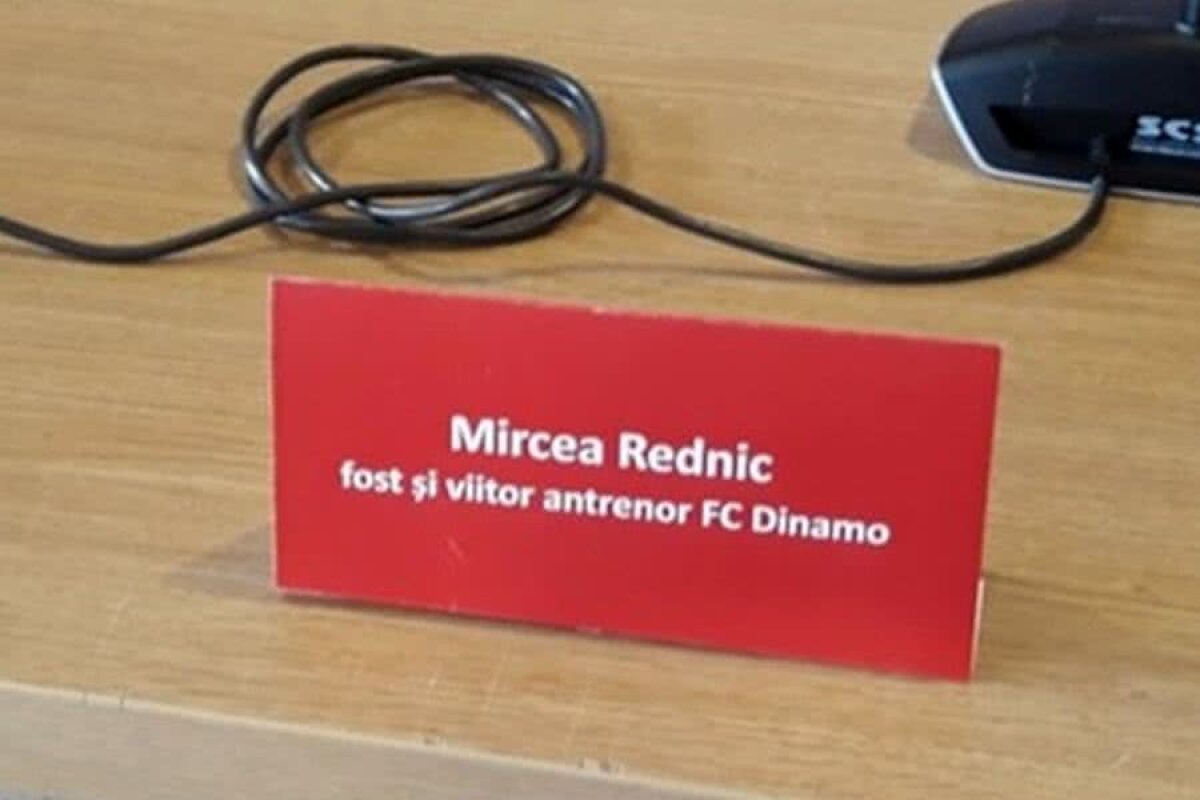 Mircea Rednic
fost și viitor antrenor FC Dinamo